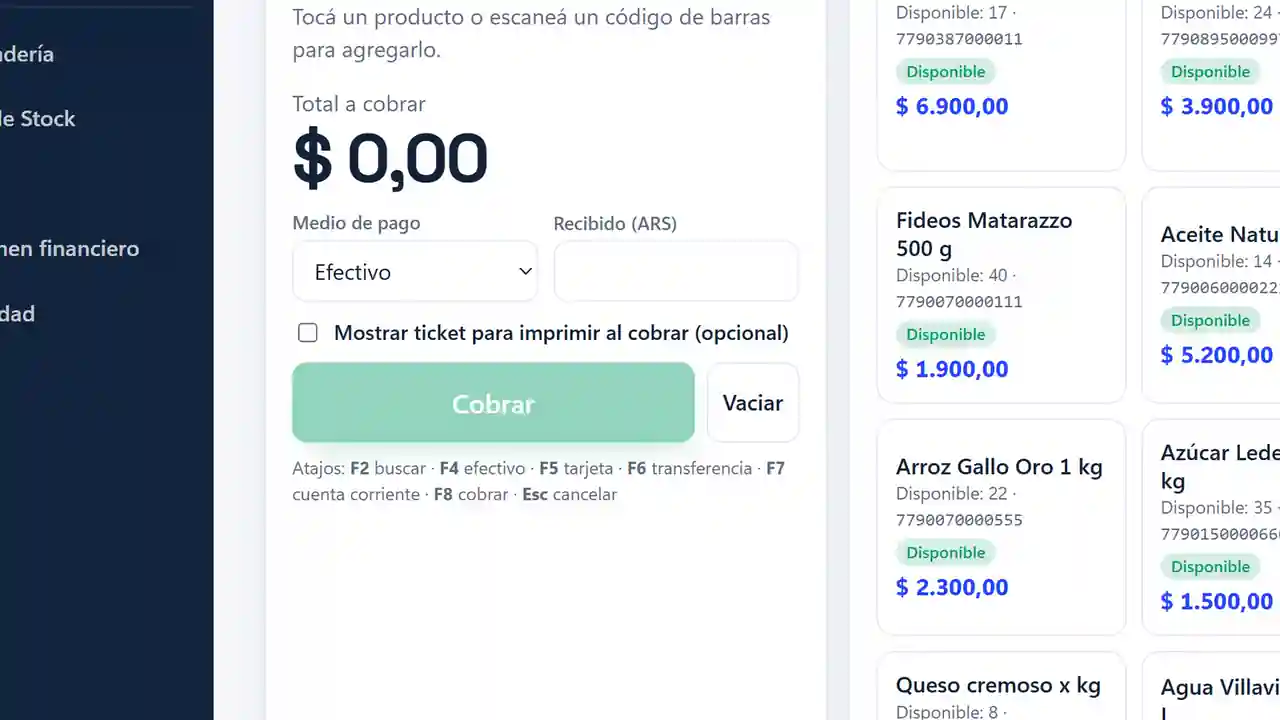 adería
de Stock
men financiero
dad
Tocá un producto o escaneá un código de barras
para agregarlo.
Total a cobrar
$ 0,00
Medio de pago
Recibido (ARS)
Efectivo
Mostrar ticket para imprimir al cobrar (opcional)
Cobrar
Vaciar
Atajos: F2 buscar · F4 efectivo · F5 tarjeta · F6 transferencia · F7
cuenta corriente · F8 cobrar · Esc cancelar
Disponible: 17 ·
7790387000011
Disponible
$ 6.900,00
Disponible: 24 ·
779089500099
Disponible
$ 3.900,00
Fideos Matarazzo
500 g
Disponible: 40 ·
7790070000111
Disponible
$ 1.900,00
Aceite Natu
Disponible: 14 ·
779006000022
Disponible
$ 5.200,00
Arroz Gallo Oro 1 kg
Disponible: 22 ·
7790070000555
Disponible
$ 2.300,00
Azúcar Lede
kg
Disponible: 35 ·
779015000066
Disponible
$ 1.500,00
Queso cremoso x kg
Disponible: 8 ·
Agua Villavi
L